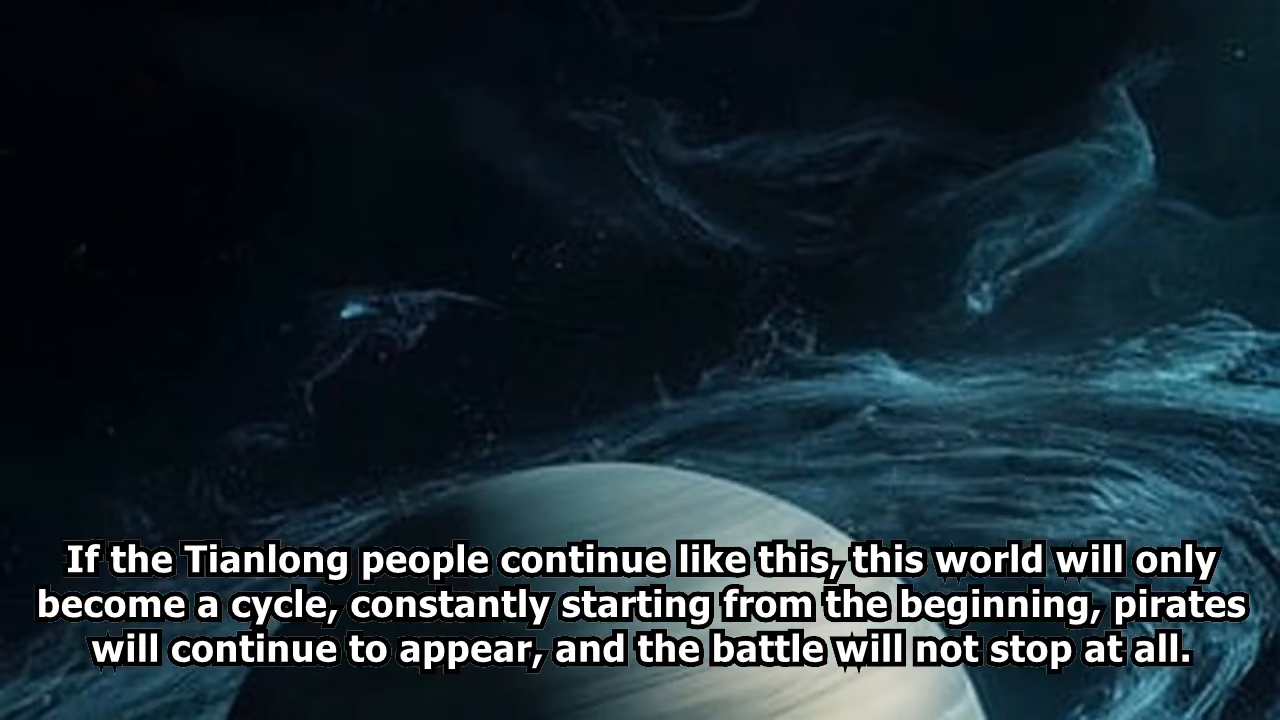 If the Tianlong people continue like this, this world will only
become a cycle, constantly starting from the beginning, pirates
will continue to appear, and the battle will not stop at all.